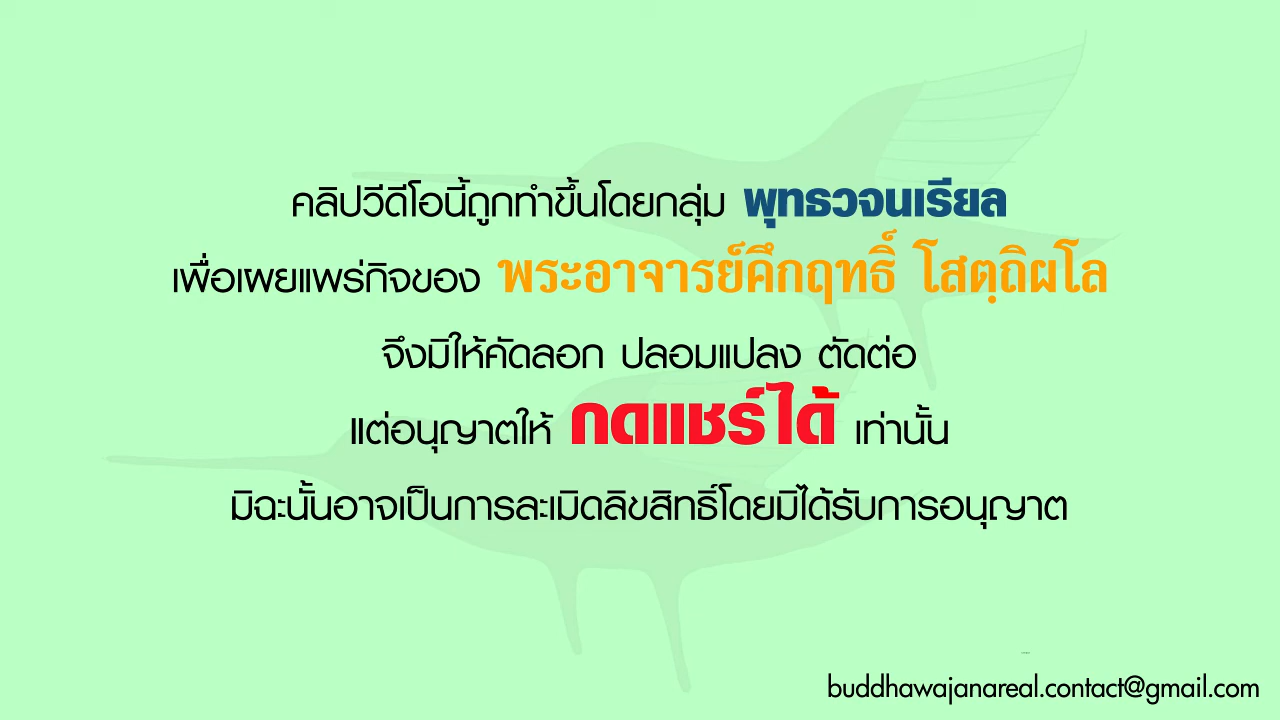 คลิปวีดีโอนี้ถูกทำขึ้นโดยกลุ่ม พุทธวจนเรียล
เพื่อเผยแพร่กิจของ พระอาจารย์คึกฤทธิ์ โสตฺถิผโล
จึงมิให้คัดลอก ปลอมแปลง ตัดต่อ
แต่อนุญาตให้ กดแชร์ได้ เท่านั้น
มิฉะนั้นอาจเป็นการละเมิดลิขสิทธิ์โดยมิได้รับการอนุญาต
buddhawajanareal.contact@gmail.com